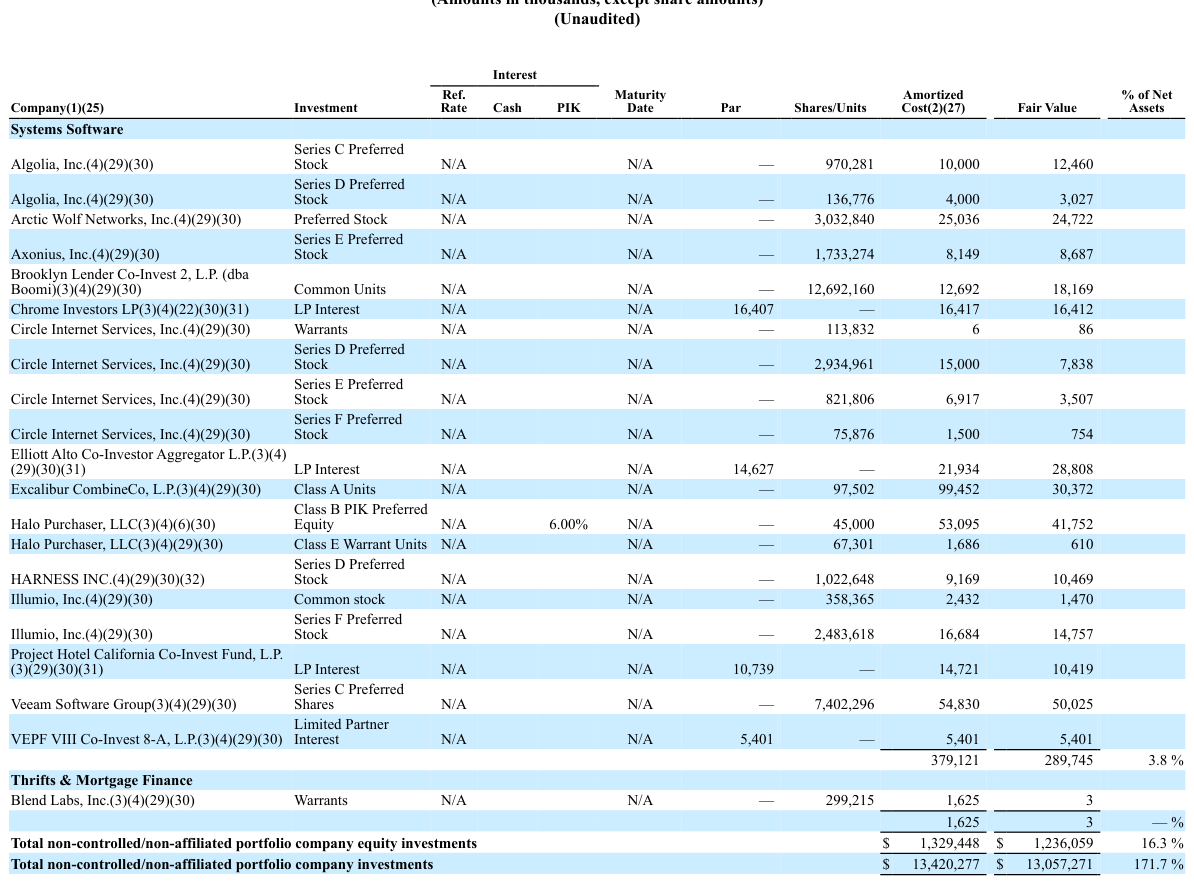 (Amounts in thousands, except share amounts)
(Unaudited)
Interest
Company(1)(25) Investment Ref. Rate Cash PIK Maturity Date Par Shares/Units Amortized Cost(2)(27) Fair Value % of Net Assets
Systems Software
Algolia, Inc.(4)(29)(30) Series C Preferred Stock N/A N/A — 970,281 10,000 12,460
Algolia, Inc.(4)(29)(30) Series D Preferred Stock N/A N/A — 136,776 4,000 3,027
Arctic Wolf Networks, Inc.(4)(29)(30) Preferred Stock N/A N/A — 3,032,840 25,036 24,722
Axonius, Inc.(4)(29)(30) Series E Preferred Stock N/A N/A — 1,733,274 8,149 8,687
Brooklyn Lender Co-Invest 2, L.P. (dba Boomi)(3)(4)(29)(30) Common Units N/A N/A — 12,692,160 12,692 18,169
Chrome Investors LP(3)(4)(22)(30)(31) LP Interest N/A N/A 16,407 — 16,417 16,412
Circle Internet Services, Inc.(4)(29)(30) Warrants N/A N/A — 113,832 6 86
Circle Internet Services, Inc.(4)(29)(30) Series D Preferred Stock N/A N/A — 2,934,961 15,000 7,838
Circle Internet Services, Inc.(4)(29)(30) Series E Preferred Stock N/A N/A — 821,806 6,917 3,507
Circle Internet Services, Inc.(4)(29)(30) Series F Preferred Stock N/A N/A — 75,876 1,500 754
Elliott Alto Co-Investor Aggregator L.P.(3)(4)(29)(30)(31) LP Interest N/A N/A 14,627 — 21,934 28,808
Excalibur CombineCo, L.P.(3)(4)(29)(30) Class A Units N/A N/A — 97,502 99,452 30,372
Halo Purchaser, LLC(3)(4)(6)(30) Class B PIK Preferred Equity N/A 6.00% N/A — 45,000 53,095 41,752
Halo Purchaser, LLC(3)(4)(29)(30) Class E Warrant Units N/A N/A — 67,301 1,686 610
HARNESS INC.(4)(29)(30)(32) Series D Preferred Stock N/A N/A — 1,022,648 9,169 10,469
Illumio, Inc.(4)(29)(30) Common stock N/A N/A — 358,365 2,432 1,470
Illumio, Inc.(4)(29)(30) Series F Preferred Stock N/A N/A — 2,483,618 16,684 14,757
Project Hotel California Co-Invest Fund, L.P.(3)(29)(30)(31) LP Interest N/A N/A 10,739 — 14,721 10,419
Veeam Software Group(3)(4)(29)(30) Series C Preferred Shares N/A N/A — 7,402,296 54,830 50,025
VEPF VIII Co-Invest 8-A, L.P.(3)(4)(29)(30) Limited Partner Interest N/A N/A 5,401 — 5,401 5,401
379,121 289,745 3.8 %
Thrifts & Mortgage Finance
Blend Labs, Inc.(3)(4)(29)(30) Warrants N/A N/A — 299,215 1,625 3
1,625 3 — %
Total non-controlled/non-affiliated portfolio company equity investments $ 1,329,448 $ 1,236,059 16.3 %
Total non-controlled/non-affiliated portfolio company investments $ 13,420,277 $ 13,057,271 171.7 %